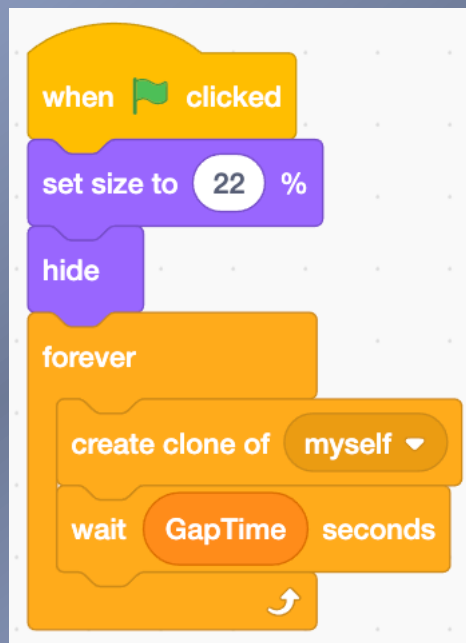 when clicked
set size to 22 %
hide
forever
create clone of myself
wait GapTime seconds